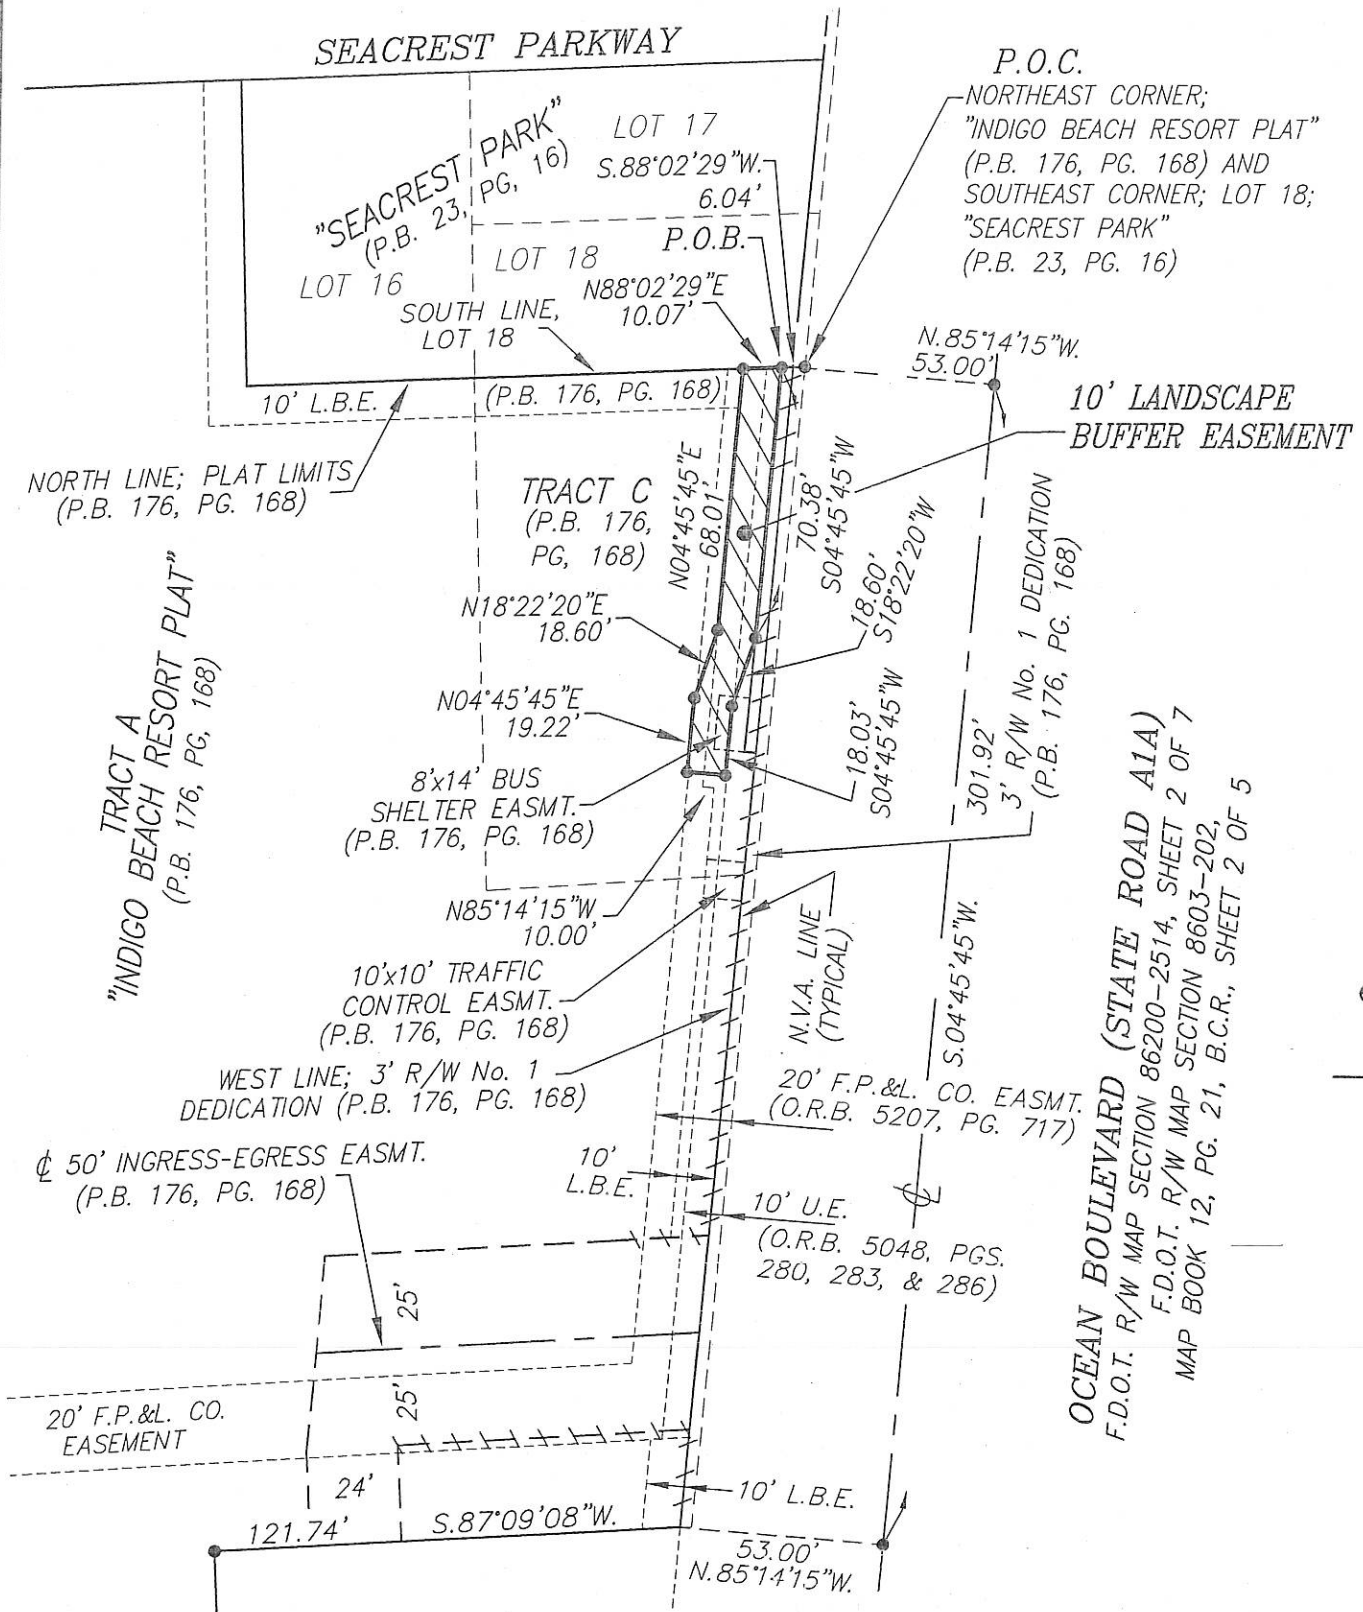 SEACREST PARKWAY
P.O.C.
NORTHEAST CORNER;
"INDIGO BEACH RESORT PLAT"
(P.B. 176, PG. 168) AND
SOUTHEAST CORNER; LOT 18;
"SEACREST PARK"
(P.B. 23, PG. 16)
"SEACREST PARK"
(P.B. 23, PG, 16)
LOT 17
S.88°02'29"W.
6.04'
P.O.B.
LOT 16
LOT 18
N88°02'29"E
10.07'
SOUTH LINE,
LOT 18
N.85°14'15"W.
53.00'
10' L.B.E.
(P.B. 176, PG. 168)
10' LANDSCAPE
BUFFER EASEMENT
NORTH LINE; PLAT LIMITS
(P.B. 176, PG. 168)
TRACT C
(P.B. 176,
PG, 168)
N04°45'45"E
68.01'
70.38'
S04°45'45"W
18.60'
S18°22'20"W
N18°22'20"E
18.60'
N04°45'45"E
19.22'
18.03'
S04°45'45"W
301.92'
3' R/W No. 1 DEDICATION
(P.B. 176, PG. 168)
TRACT A
"INDIGO BEACH RESORT PLAT"
(P.B. 176, PG, 168)
8'x14' BUS
SHELTER EASMT.
(P.B. 176, PG. 168)
N85°14'15"W
10.00'
10'x10' TRAFFIC
CONTROL EASMT.
(P.B. 176, PG. 168)
N.V.A. LINE
(TYPICAL)
S.04°45'45"W.
OCEAN BOULEVARD (STATE ROAD A1A)
F.D.O.T. R/W MAP SECTION 86200-2514, SHEET 2 OF 7
F.D.O.T. R/W MAP SECTION 8603-202,
MAP BOOK 12, PG. 21, B.C.R., SHEET 2 OF 5
WEST LINE; 3' R/W No. 1
DEDICATION (P.B. 176, PG. 168)
20' F.P.&L. CO. EASMT.
(O.R.B. 5207, PG. 717)
℄ 50' INGRESS-EGRESS EASMT.
(P.B. 176, PG. 168)
10'
L.B.E.
10' U.E.
(O.R.B. 5048, PGS.
280, 283, & 286)
℄
25'
25'
20' F.P.&L. CO.
EASEMENT
24'
10' L.B.E.
121.74'
S.87°09'08"W.
53.00'
N.85°14'15"W.